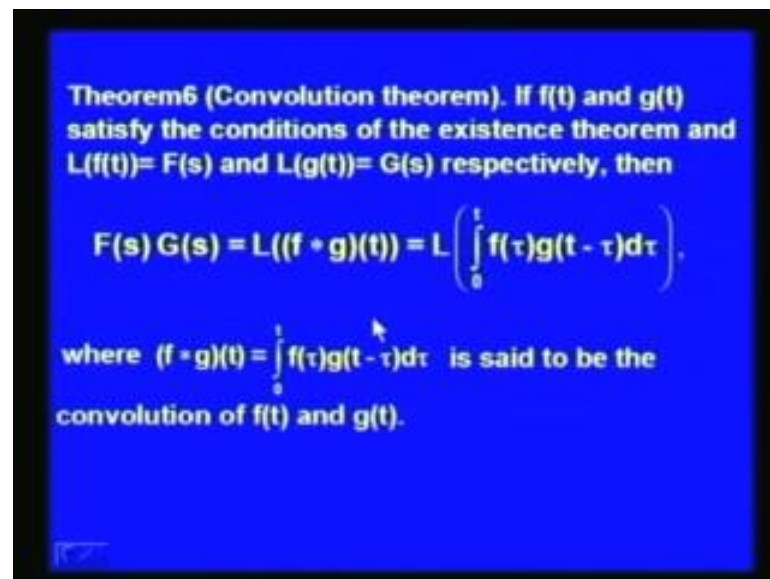 Theorem6 (Convolution theorem). If f(t) and g(t)
satisfy the conditions of the existence theorem and
L(f(t))= F(s) and L(g(t))= G(s) respectively, then
F(s) G(s) = L((f * g)(t)) = L(∫₀ᵗ f(τ)g(t - τ)dτ),
where (f * g)(t) = ∫₀ᵗ f(τ)g(t - τ)dτ is said to be the
convolution of f(t) and g(t).